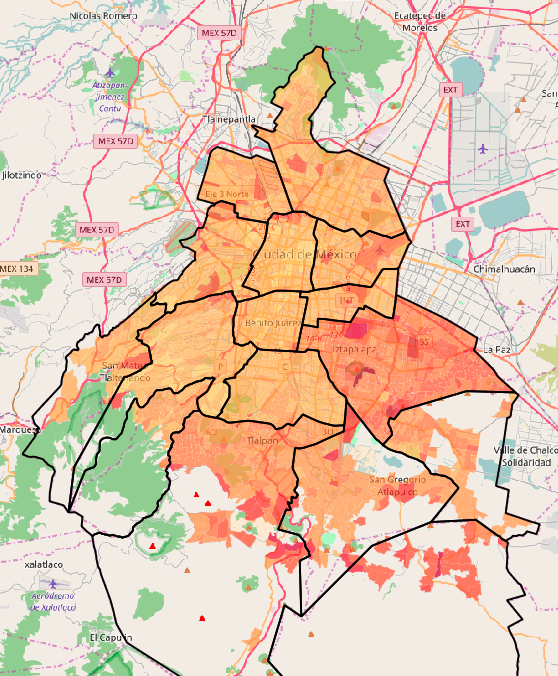 Nicolás Romero
Ecatepec de
Morelos
MEX 57D
Atizapán
Jiménez
Cantú
EXT
Tlalnepantla
MEX 57D
Jilotzingo
Eje 3 Norte
EXT
MEX 57D
Ciudad de México
MEX 134
MEX 57D
Chimalhuacán
Benito Juárez
Iztapalapa
La Paz
San Mateo
Tlaltenango
Tlalpan
Valle de Chalco
Solidaridad
San Gregorio
Atlapulco
xalatlaco
Aeródromo
de Xalatlaco
El Capulín